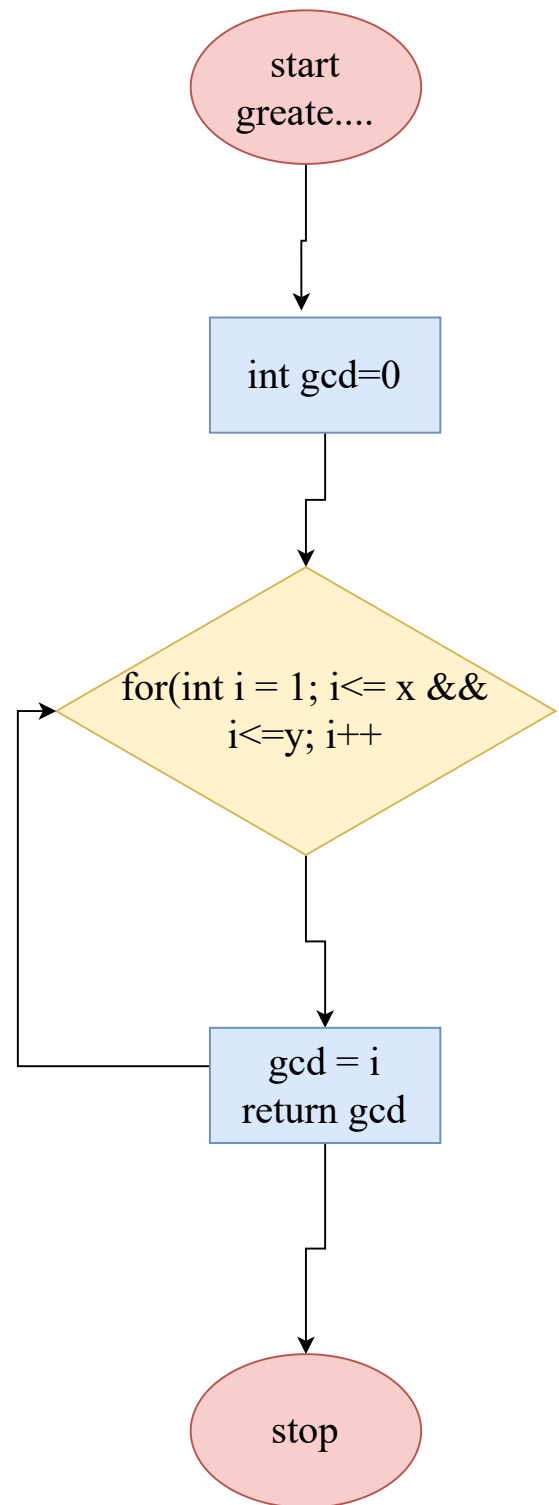 start
greate....
int gcd=0
for(int i = 1; i<= x &&
i<=y; i++
gcd = i
return gcd
stop